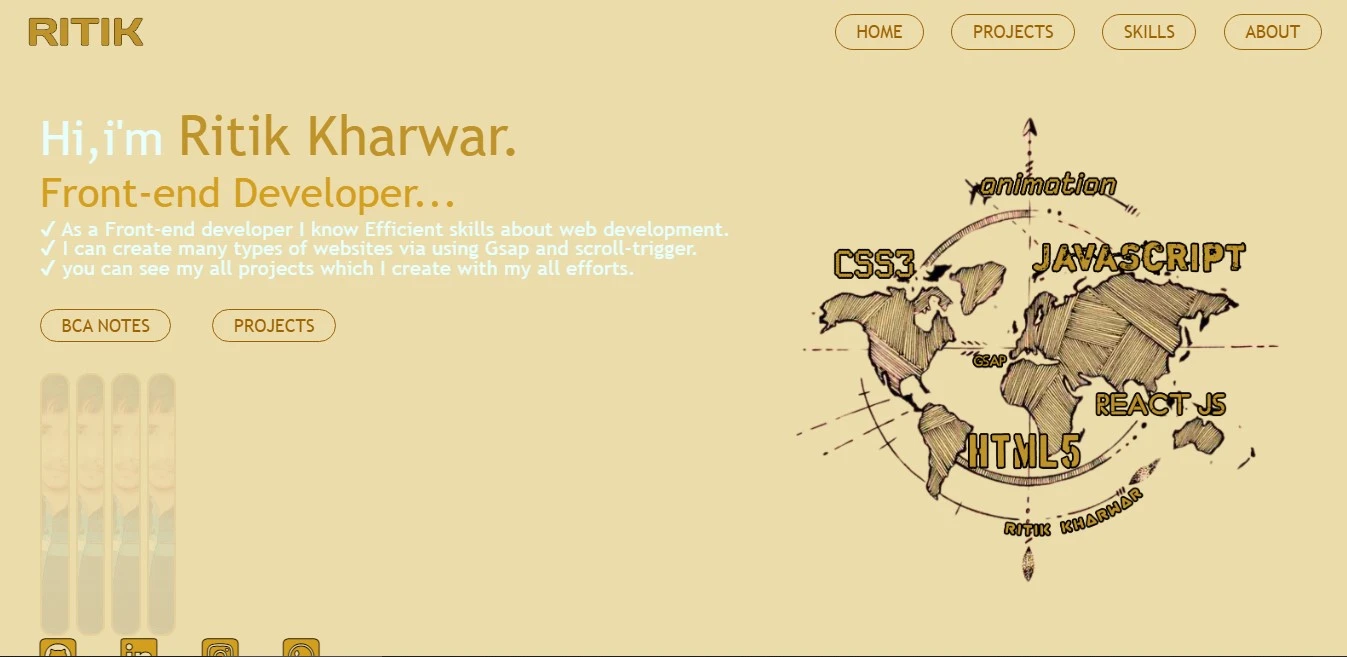 RITIK
HOME
PROJECTS
SKILLS
ABOUT
Hi,i'm Ritik Kharwar.
Front-end Developer...
✓ As a Front-end developer I know Efficient skills about web development.
✓ I can create many types of websites via using Gsap and scroll-trigger.
✓ you can see my all projects which I create with my all efforts.
BCA NOTES
PROJECTS
animation
CSS3
JAVASCRIPT
GSAP
REACT JS
HTML5
RITIK KHARWAR
in